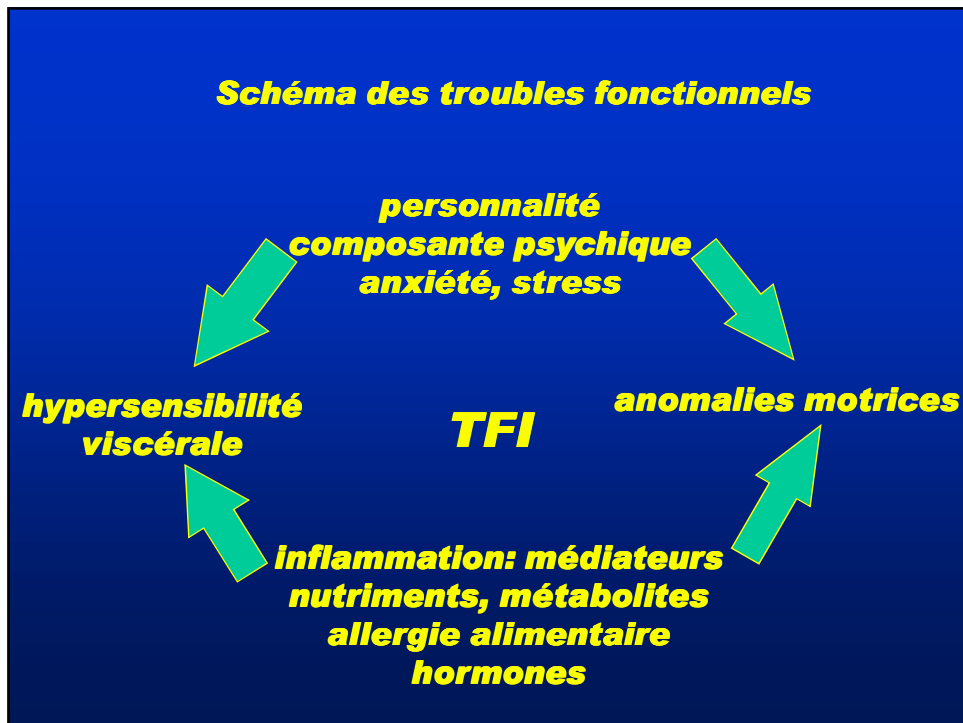 Schéma des troubles fonctionnels
personnalité
composante psychique
anxiété, stress
hypersensibilité
viscérale
TFI
anomalies motrices
inflammation: médiateurs
nutriments, métabolites
allergie alimentaire
hormones